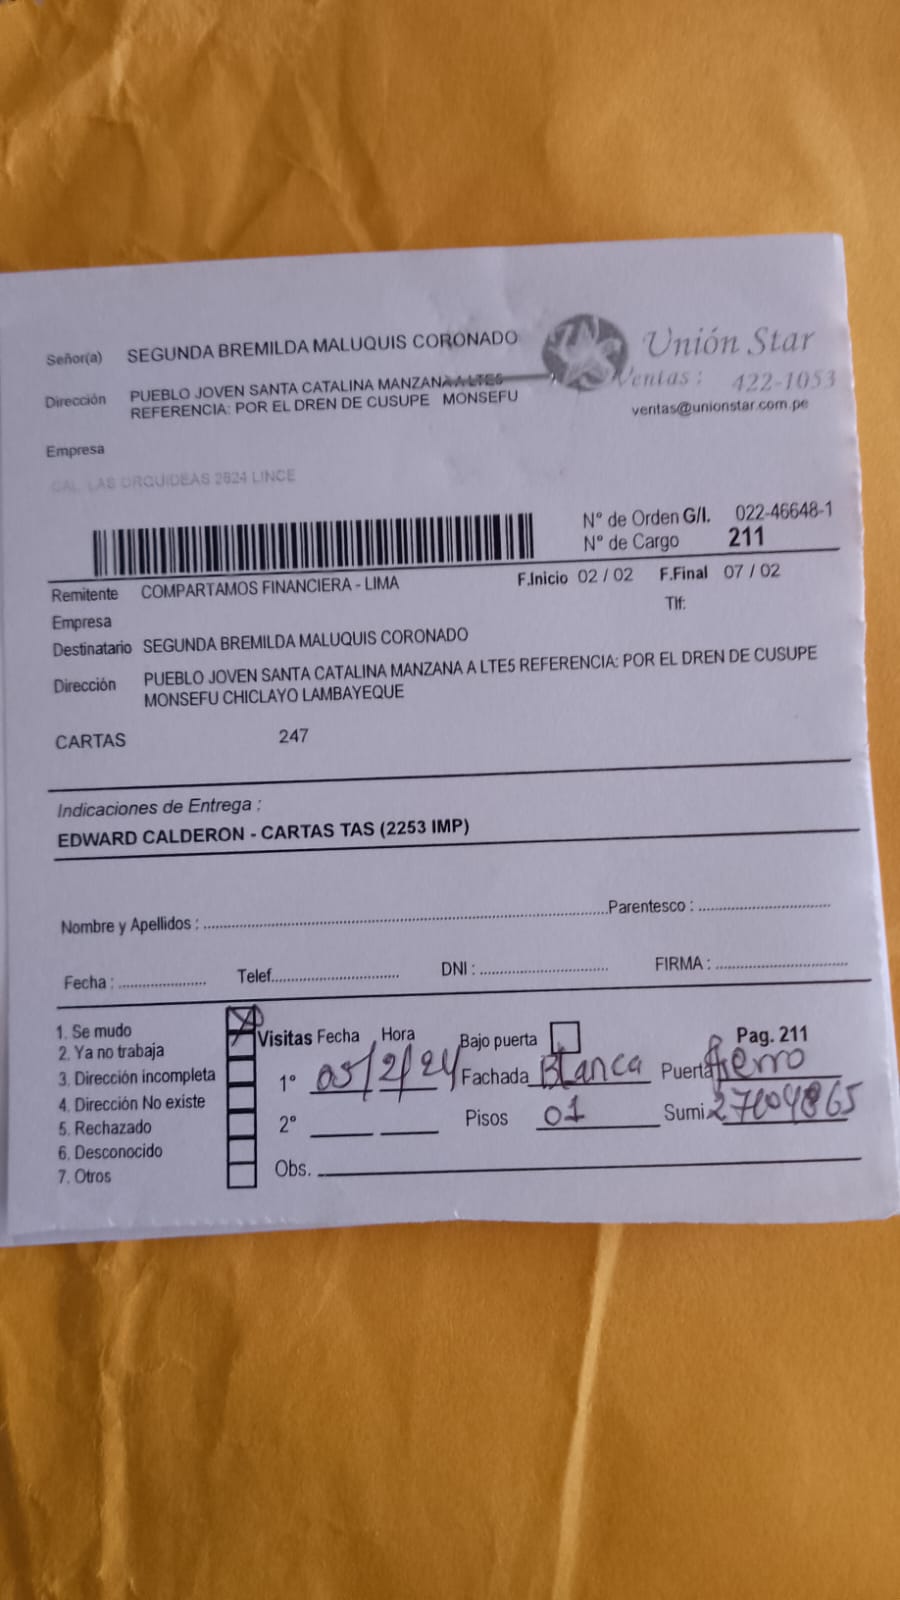 Señor(a) SEGUNDA BREMILDA MALUQUIS CORONADO
Unión Star
Dirección PUEBLO JOVEN SANTA CATALINA MANZANA A LTE5
REFERENCIA: POR EL DREN DE CUSUPE MONSEFU
Ventas: 422-1053
ventas@unionstar.com.pe
Empresa
CAL. LAS ORQUIDEAS 2624 LINCE
N° de Orden G/I. 022-46648-1
N° de Cargo 211
Remitente COMPARTAMOS FINANCIERA - LIMA F.Inicio 02 / 02 F.Final 07 / 02
Empresa Tlf:
Destinatario SEGUNDA BREMILDA MALUQUIS CORONADO
Dirección PUEBLO JOVEN SANTA CATALINA MANZANA A LTE5 REFERENCIA: POR EL DREN DE CUSUPE
MONSEFU CHICLAYO LAMBAYEQUE
CARTAS 247
Indicaciones de Entrega :
EDWARD CALDERON - CARTAS TAS (2253 IMP)
Nombre y Apellidos : Parentesco :
Fecha : Telef. DNI : FIRMA :
1. Se mudo
2. Ya no trabaja
3. Dirección incompleta
4. Dirección No existe
5. Rechazado
6. Desconocido
7. Otros
X
Visitas Fecha Hora Bajo puerta Pag. 211
1° 05/2/24 Fachada Blanca Puerta fierro
2° Pisos 01 Sumi
Obs.